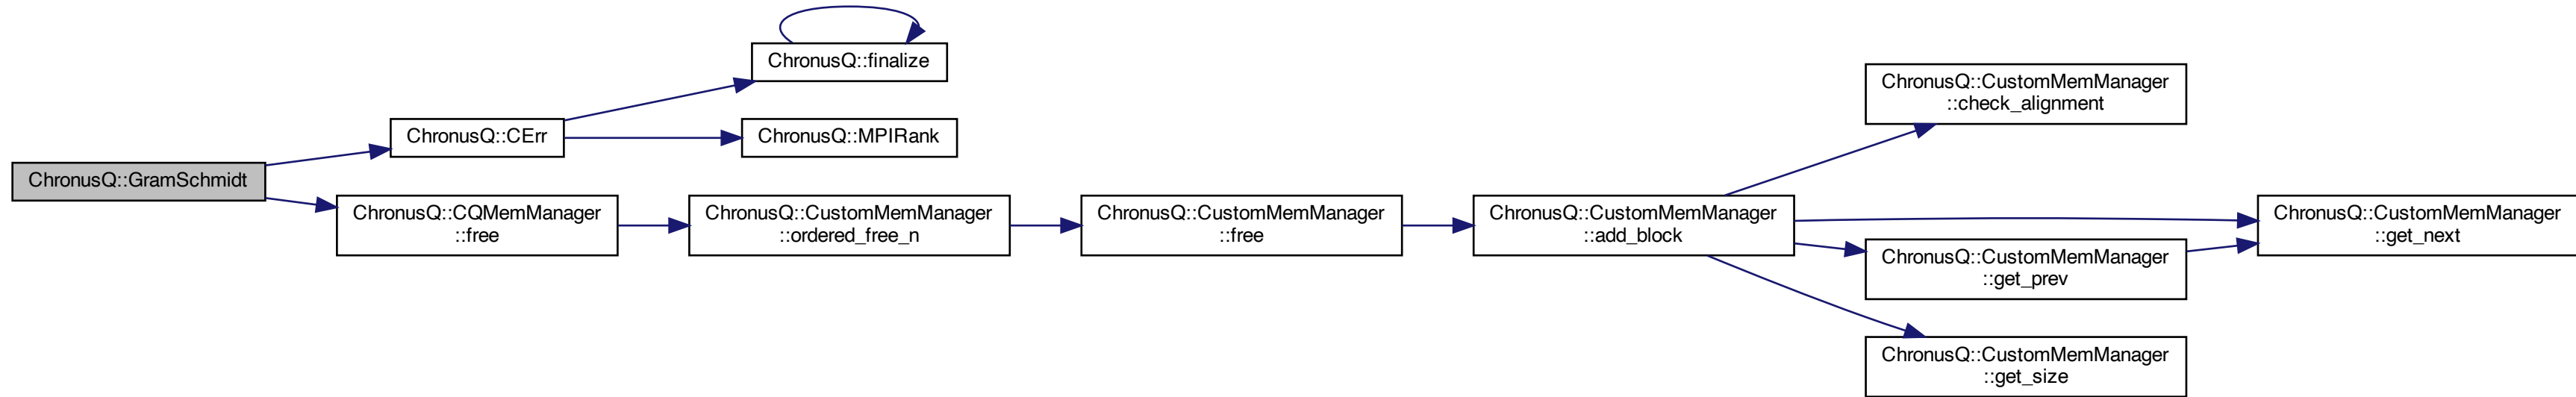 ChronusQ::GramSchmidt
ChronusQ::CErr
ChronusQ::finalize
ChronusQ::MPIRank
ChronusQ::CQMemManager
::free
ChronusQ::CustomMemManager
::ordered_free_n
ChronusQ::CustomMemManager
::free
ChronusQ::CustomMemManager
::add_block
ChronusQ::CustomMemManager
::check_alignment
ChronusQ::CustomMemManager
::get_next
ChronusQ::CustomMemManager
::get_prev
ChronusQ::CustomMemManager
::get_size